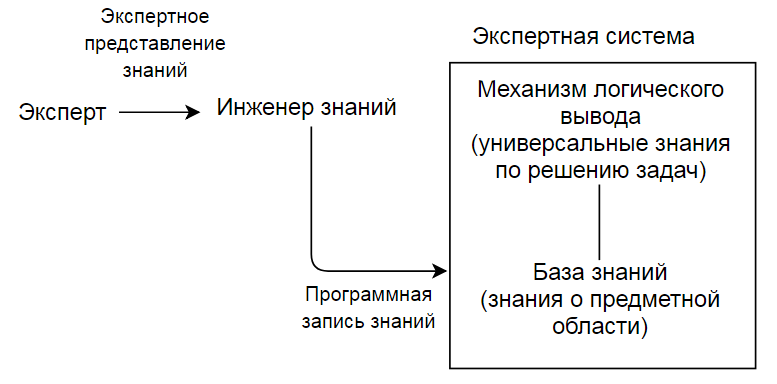 Экспертное
представление
знаний
Эксперт
Инженер знаний
Программная
запись знаний
Экспертная система
Механизм логического
вывода
(универсальные знания
по решению задач)
База знаний
(знания о предметной
области)